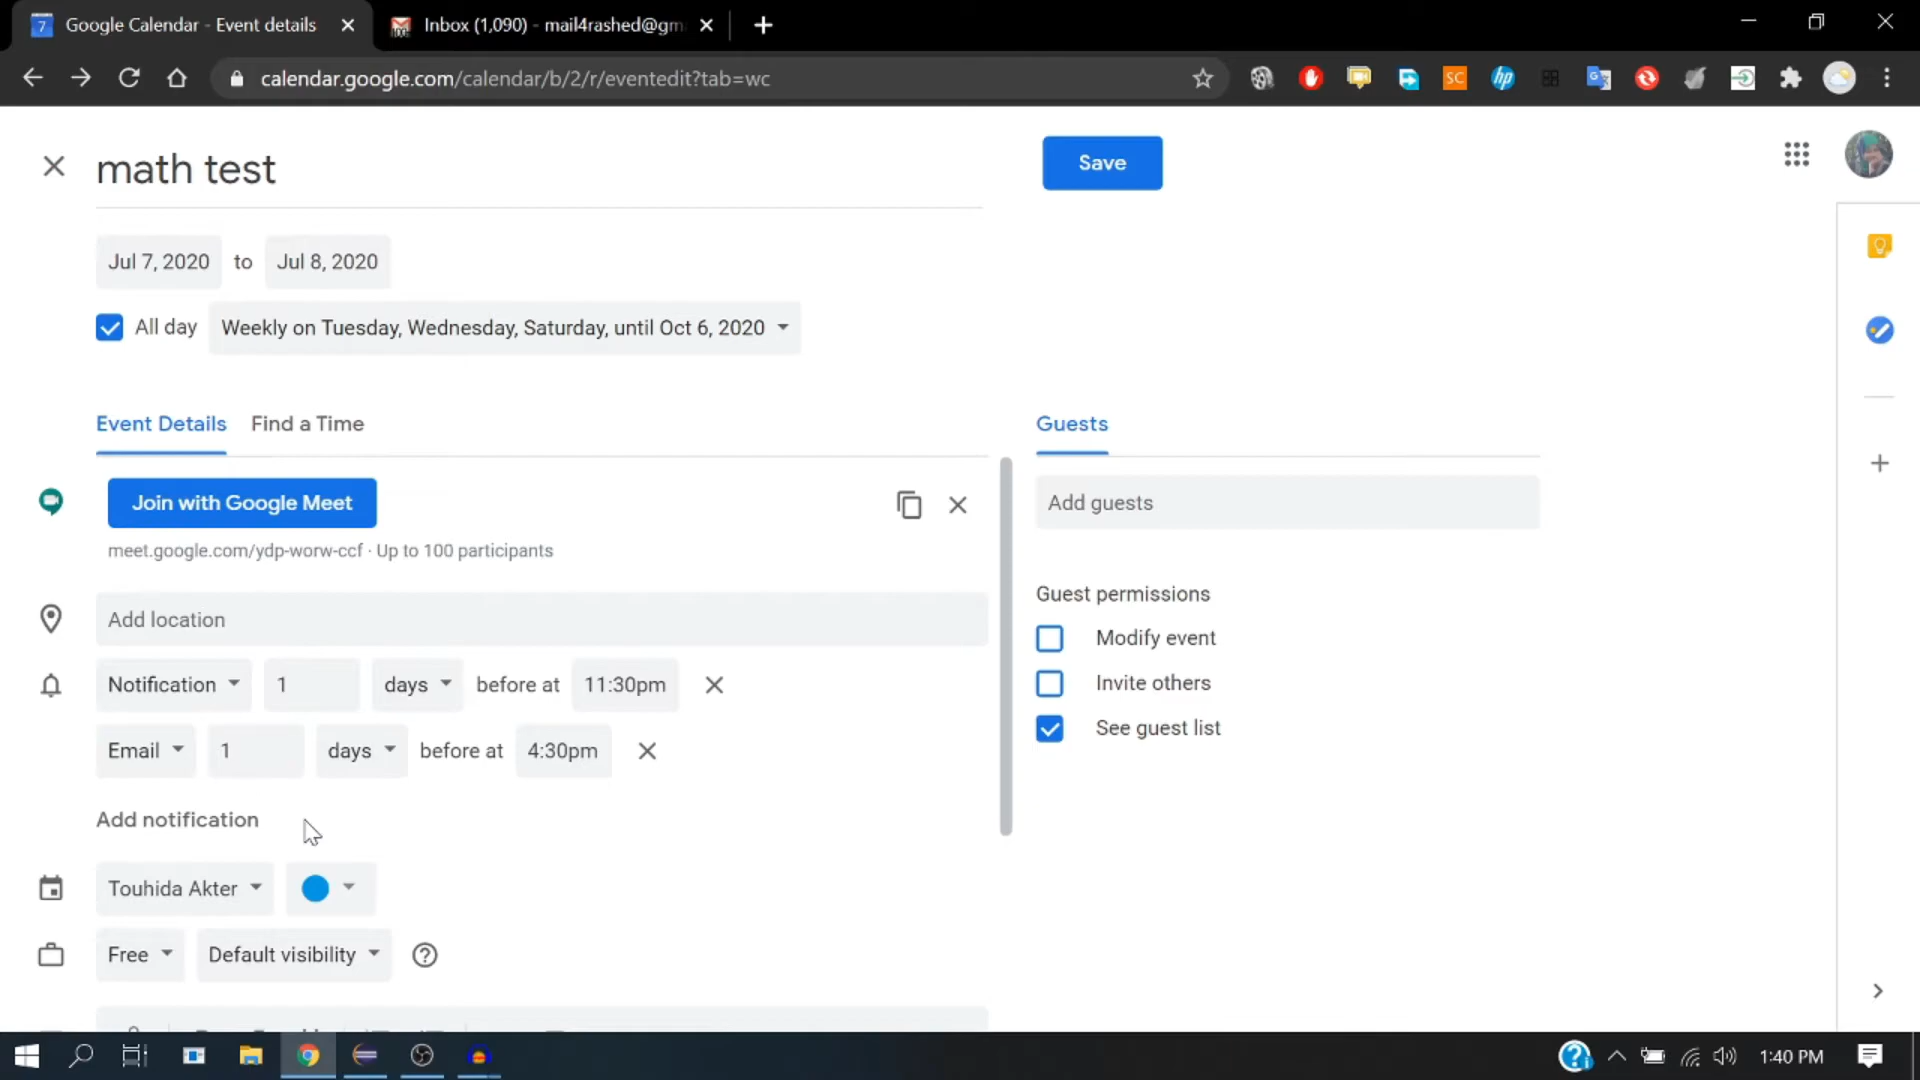 Google Calendar - Event details
Inbox (1,090) - mail4rashed@gm
calendar.google.com/calendar/b/2/r/eventedit?tab=wc
math test
Save
Jul 7, 2020 to Jul 8, 2020
All day Weekly on Tuesday, Wednesday, Saturday, until Oct 6, 2020
Event Details Find a Time
Guests
Join with Google Meet
Add guests
meet.google.com/ydp-worw-ccf · Up to 100 participants
Guest permissions
Add location
Modify event
Notification 1 days before at 11:30pm
Invite others
See guest list
Email 1 days before at 4:30pm
Add notification
Touhida Akter
Free Default visibility
1:40 PM